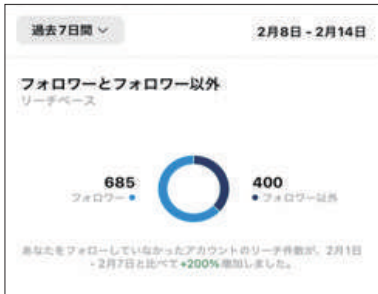 過去7日間
2月8日 - 2月14日
フォロワーとフォロワー以外
リーチベース
685
フォロワー
400
フォロワー以外
あなたをフォローしていなかったアカウントのリーチ件数が、2月1日
- 2月7日と比べて+200%増加しました。